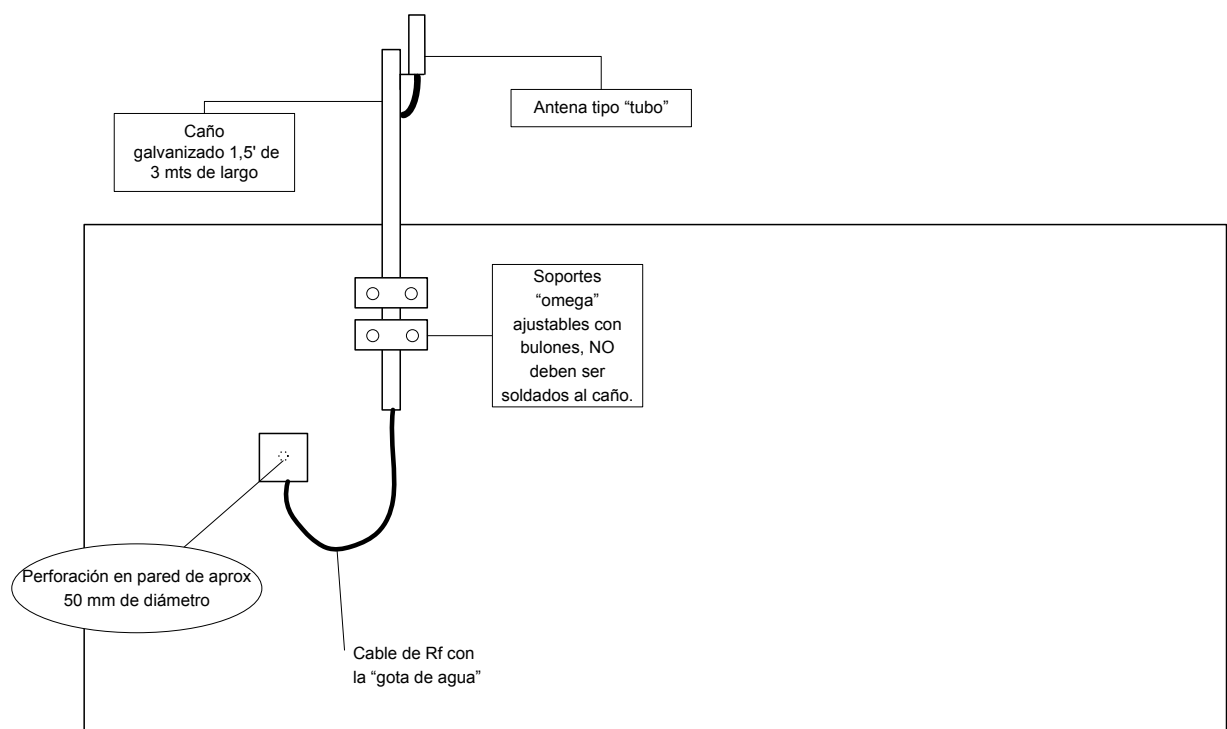 Antena tipo “tubo”
Caño
galvanizado 1,5' de
3 mts de largo
Soportes
“omega”
ajustables con
bulones, NO
deben ser
soldados al caño.
Perforación en pared de aprox
50 mm de diámetro
Cable de Rf con
la “gota de agua”